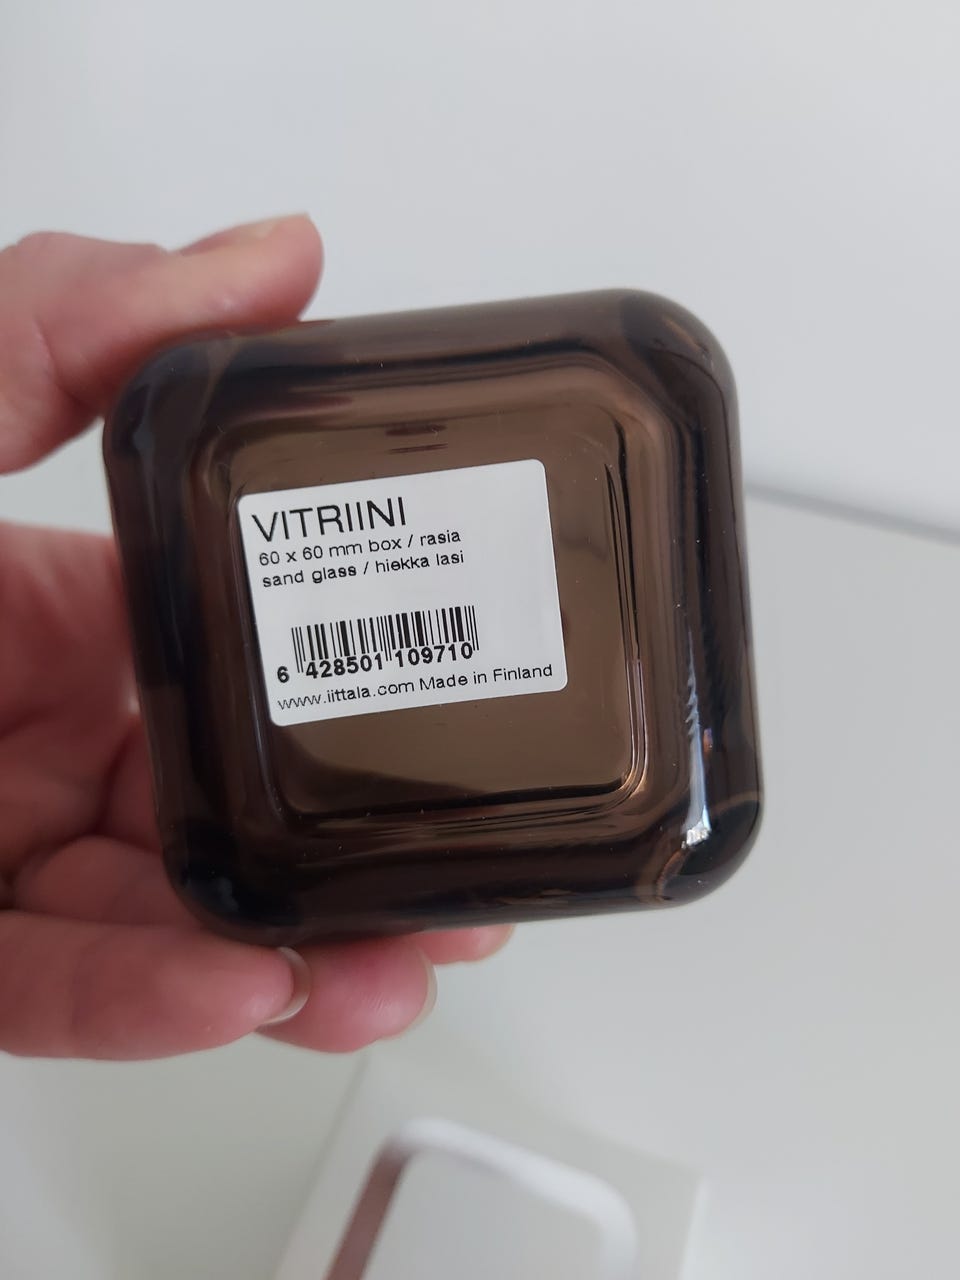 VITRIINI
60 x 60 mm box / rasia
sand glass / hiekka lasi
6 428501 109710
www.iittala.com Made in Finland